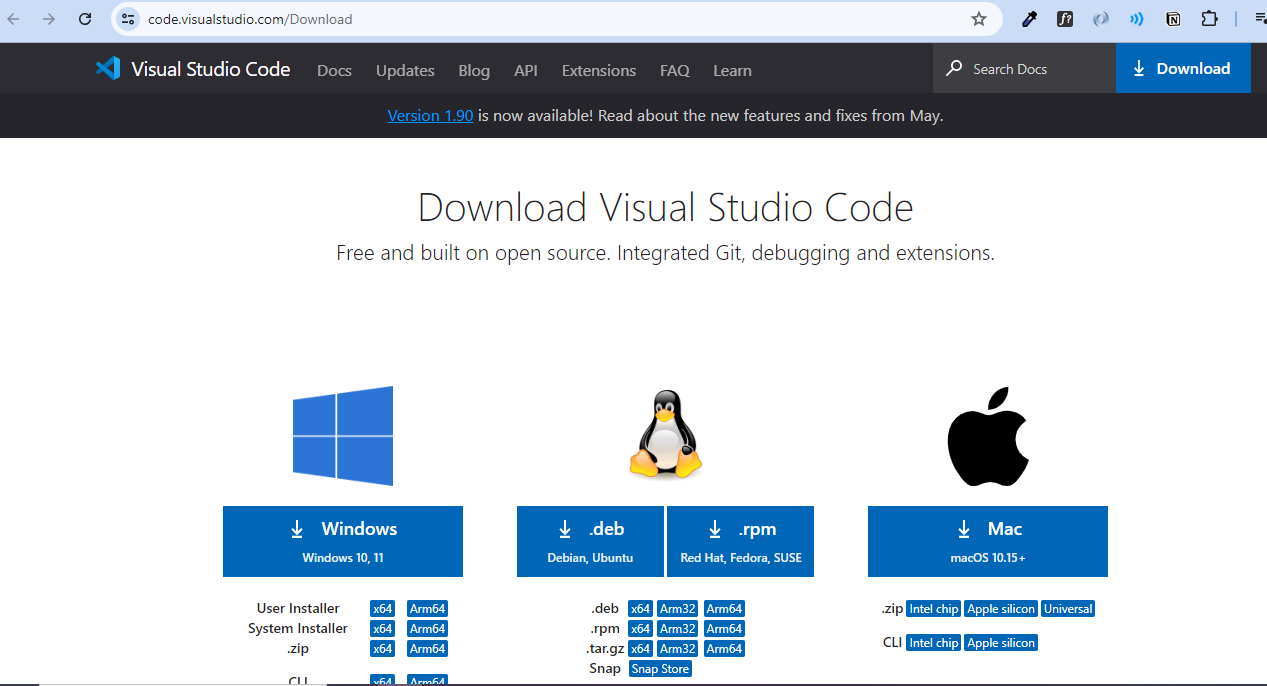 code.visualstudio.com/Download
Visual Studio Code Docs Updates Blog API Extensions FAQ Learn Search Docs Download
Version 1.90 is now available! Read about the new features and fixes from May.
Download Visual Studio Code
Free and built on open source. Integrated Git, debugging and extensions.
Windows
Windows 10, 11
User Installer x64 Arm64
System Installer x64 Arm64
.zip x64 Arm64
CLI x64 Arm64
.deb
Debian, Ubuntu
.rpm
Red Hat, Fedora, SUSE
.deb x64 Arm32 Arm64
.rpm x64 Arm32 Arm64
.tar.gz x64 Arm32 Arm64
Snap Snap Store
Mac
macOS 10.15+
.zip Intel chip Apple silicon Universal
CLI Intel chip Apple silicon